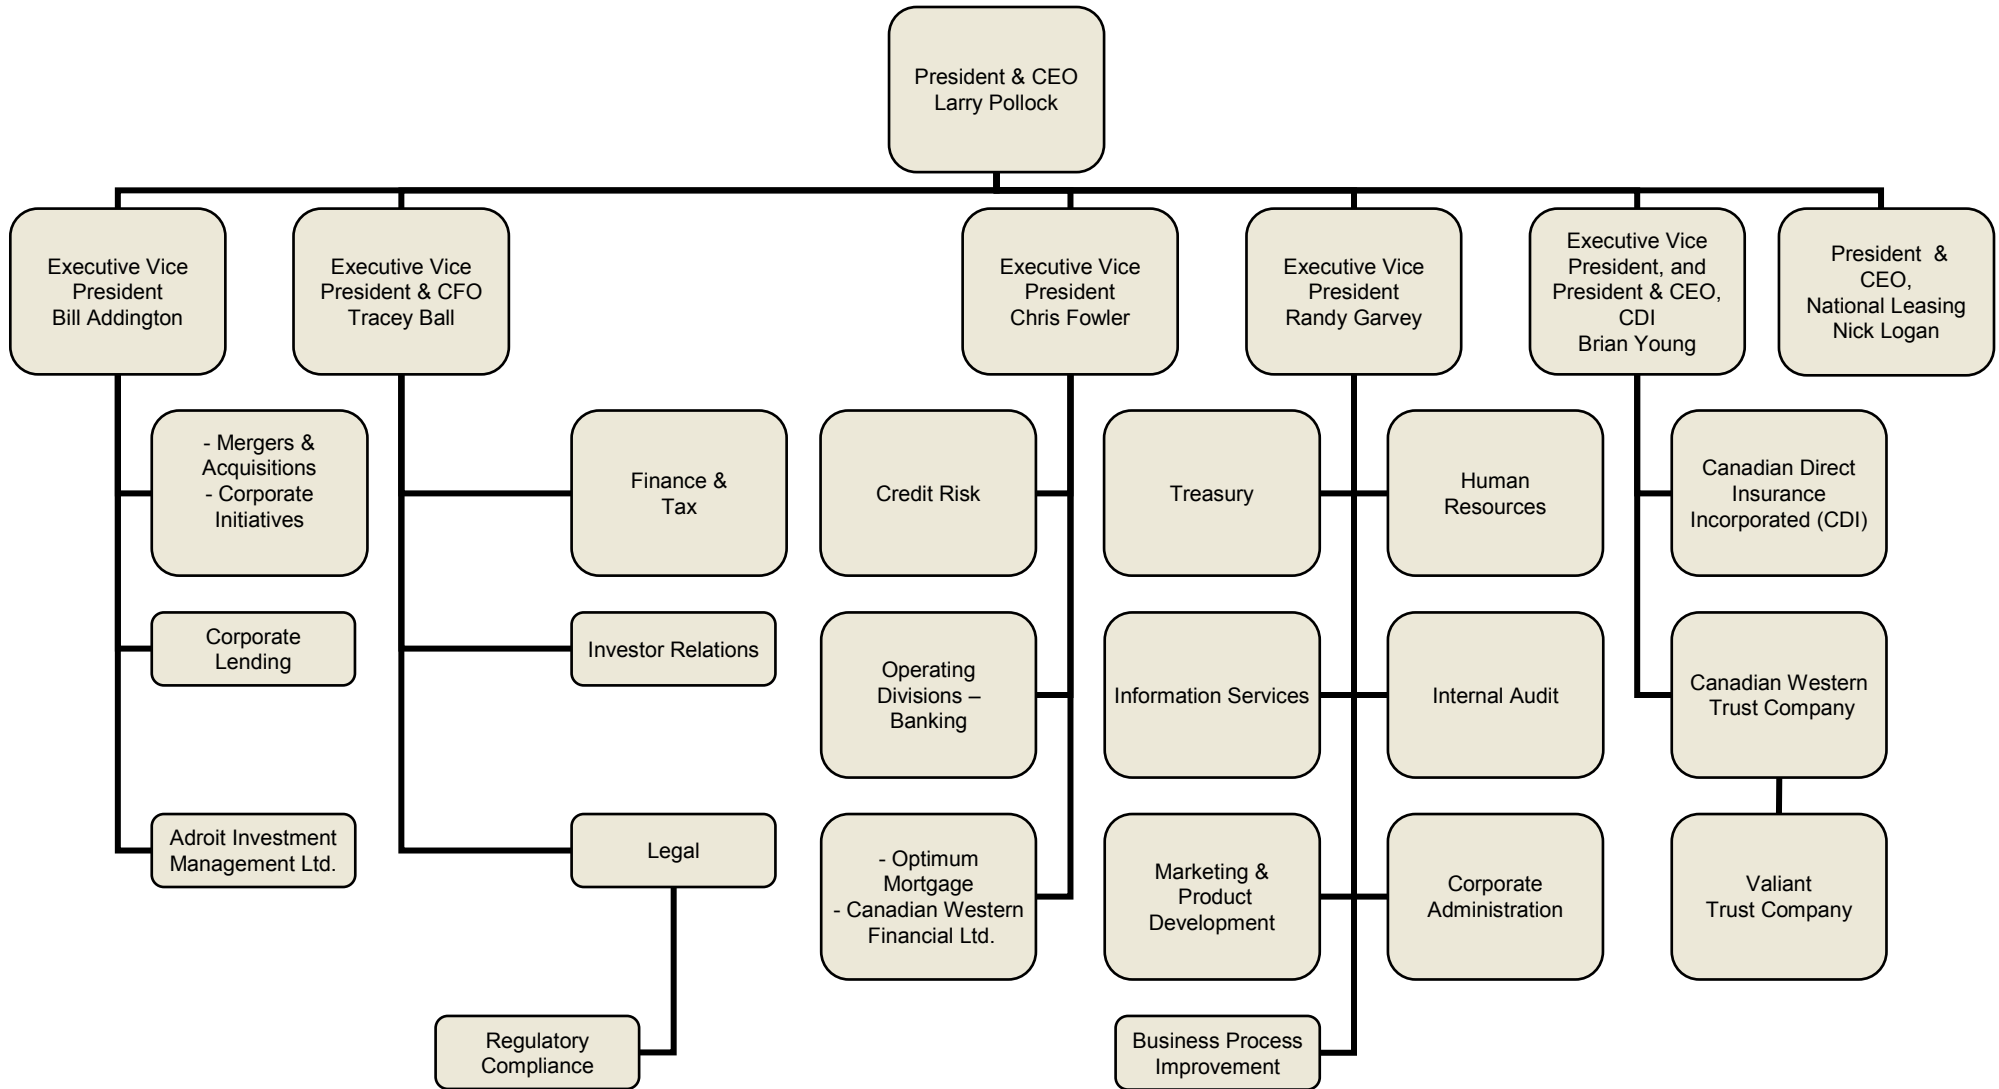 President & CEO
Larry Pollock
Executive Vice
President
Bill Addington
Executive Vice
President & CFO
Tracey Ball
Executive Vice
President
Chris Fowler
Executive Vice
President
Randy Garvey
Executive Vice
President, and
President & CEO,
CDI
Brian Young
President &
CEO,
National Leasing
Nick Logan
- Mergers &
Acquisitions
- Corporate
Initiatives
Finance &
Tax
Credit Risk
Treasury
Human
Resources
Canadian Direct
Insurance
Incorporated (CDI)
Corporate
Lending
Investor Relations
Operating
Divisions –
Banking
Information Services
Internal Audit
Canadian Western
Trust Company
Adroit Investment
Management Ltd.
Legal
- Optimum
Mortgage
- Canadian Western
Financial Ltd.
Marketing &
Product
Development
Corporate
Administration
Valiant
Trust Company
Regulatory
Compliance
Business Process
Improvement